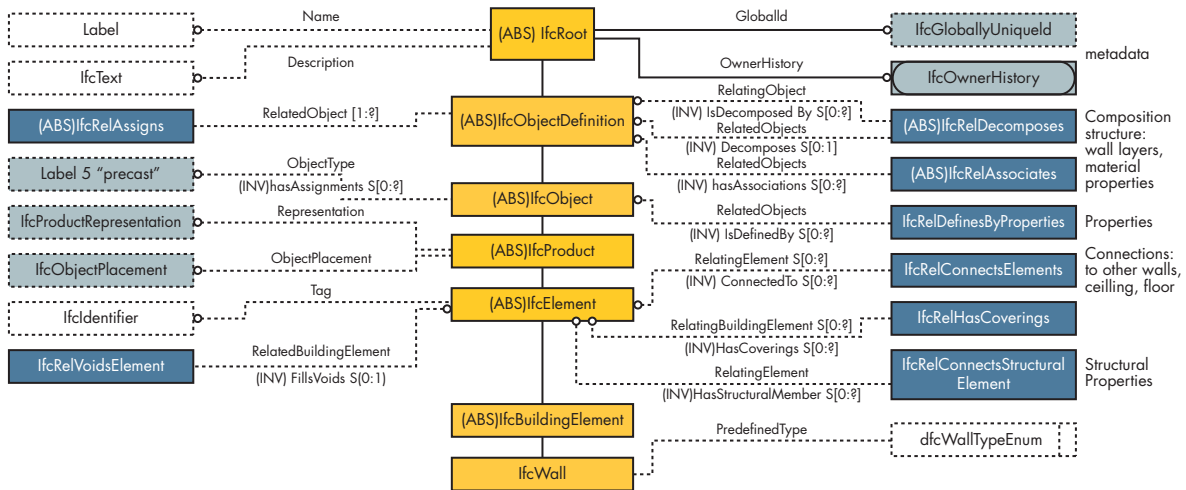 Name
GlobalId
Label
(ABS) IfcRoot
IfcGloballyUniqueId
metadata
IfcText
Description
OwnerHistory
IfcOwnerHistory
(ABS)IfcRelAssigns
RelatedObject [1:?]
(ABS)IfcObjectDefinition
RelatingObject
(INV) IsDecomposed By S[0:?]
RelatedObjects
(INV) Decomposes S[0:1]
RelatedObjects
(INV) hasAssociations S[0:?]
(ABS)IfcRelDecomposes
(ABS)IfcRelAssociates
Composition
structure:
wall layers,
material
properties
Label 5 “precast”
ObjectType
(INV)hasAssignments S[0:?]
(ABS)IfcObject
RelatedObjects
(INV) IsDefinedBy S[0:?]
IfcRelDefinesByProperties
Properties
IfcProductRepresentation
Representation
(ABS)IfcProduct
IfcObjectPlacement
ObjectPlacement
RelatingElement S[0:?]
(INV) ConnectedTo S[0:?]
IfcRelConnectsElements
Connections:
to other walls,
ceilling, floor
IfcIdentifier
Tag
(ABS)IfcElement
RelatingBuildingElement S[0:?]
(INV)HasCoverings S[0:?]
IfcRelHasCoverings
IfcRelVoidsElement
RelatedBuildingElement
(INV) FillsVoids S(0:1)
RelatingElement
(INV)HasStructuralMember S[0:?]
IfcRelConnectsStructural
Element
Structural
Properties
(ABS)IfcBuildingElement
PredefinedType
dfcWallTypeEnum
IfcWall